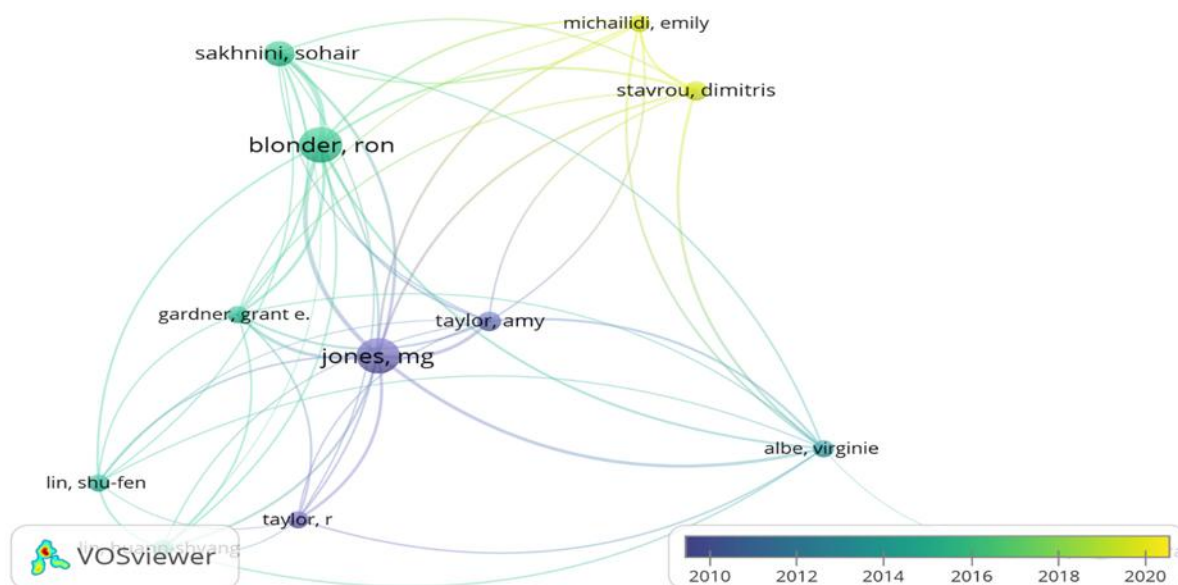 michailidi, emily
sakhnini, sohair
stavrou, dimitris
blonder, ron
gardner, grant e.
taylor, amy
jones, mg
albe, virginie
lin, shu-fen
taylor, r
VOSviewer
2010 2012 2014 2016 2018 2020